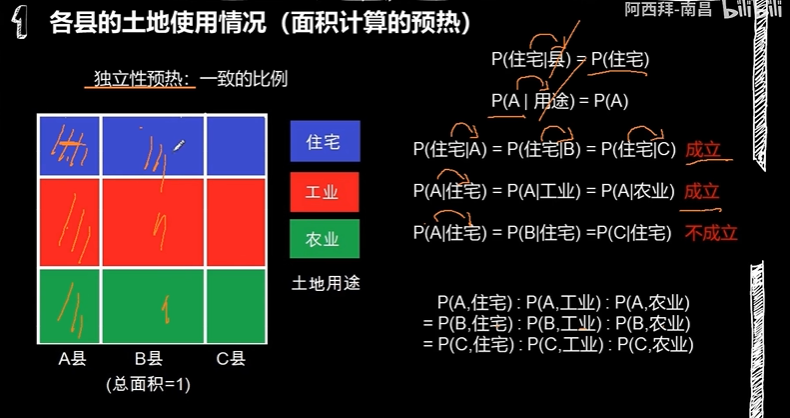 阿西拜-南昌 bilibili
各县的土地使用情况（面积计算的预热）
独立性预热：一致的比例
P(住宅|县) = P(住宅)
P(A | 用途) = P(A)
住宅
工业
农业
土地用途
P(住宅|A) = P(住宅|B) = P(住宅|C) 成立
P(A|住宅) = P(A|工业) = P(A|农业) 成立
P(A|住宅) = P(B|住宅) =P(C|住宅) 不成立
P(A,住宅) : P(A,工业) : P(A,农业)
= P(B,住宅) : P(B,工业) : P(B,农业)
= P(C,住宅) : P(C,工业) : P(C,农业)
A县 B县 C县
(总面积=1)